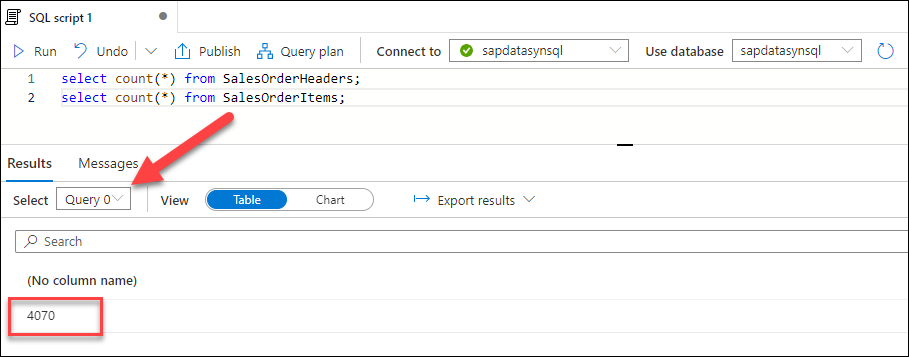 SQL script 1
Run Undo Publish Query plan Connect to sapdatasynsql Use database sapdatasynsql
1 select count(*) from SalesOrderHeaders;
2 select count(*) from SalesOrderItems;
Results Messages
Select Query 0 View Table Chart Export results
Search
(No column name)
4070